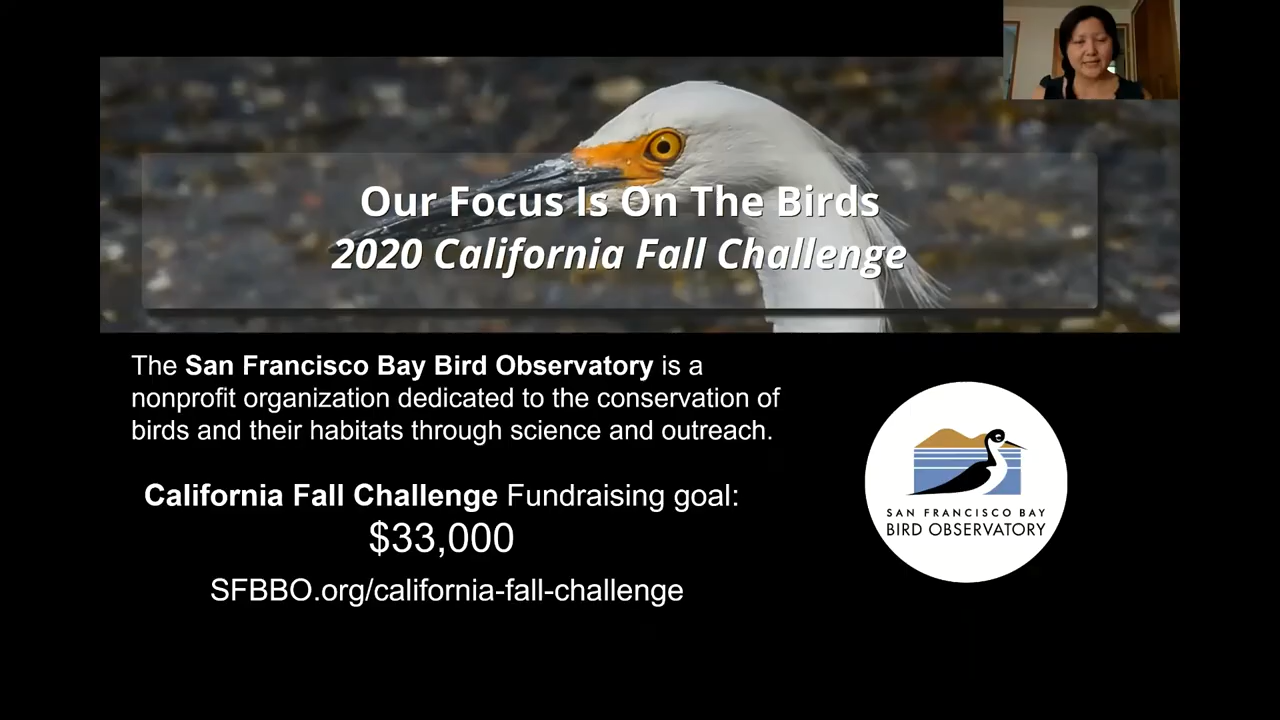 Our Focus Is On The Birds
2020 California Fall Challenge
The San Francisco Bay Bird Observatory is a
nonprofit organization dedicated to the conservation of
birds and their habitats through science and outreach.
California Fall Challenge Fundraising goal:
$33,000
SFBBO.org/california-fall-challenge
SAN FRANCISCO BAY
BIRD OBSERVATORY